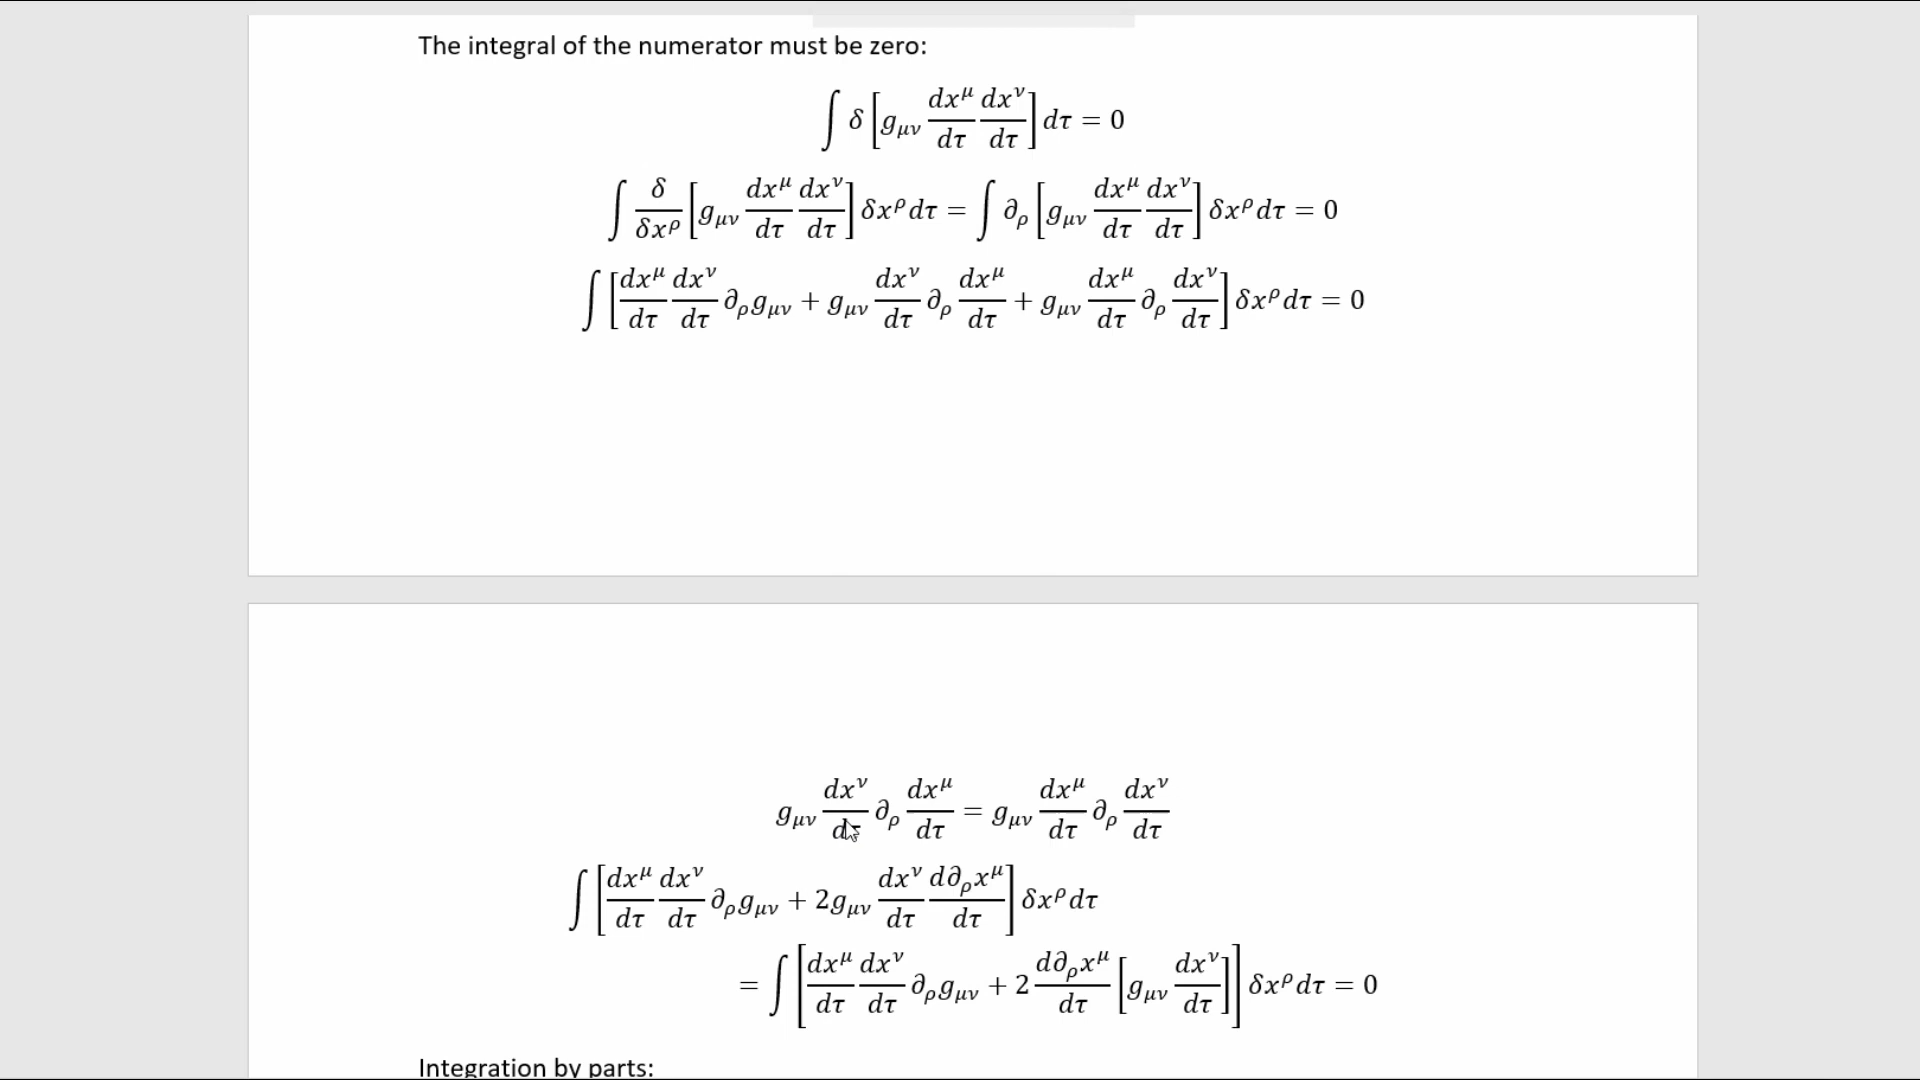 The integral of the numerator must be zero:
∫ δ [g_μν dx^μ/dτ dx^ν/dτ] dτ = 0
∫ δ/δx^ρ [g_μν dx^μ/dτ dx^ν/dτ] δx^ρ dτ = ∫ ∂_ρ [g_μν dx^μ/dτ dx^ν/dτ] δx^ρ dτ = 0
∫ [dx^μ/dτ dx^ν/dτ ∂_ρ g_μν + g_μν dx^ν/dτ ∂_ρ dx^μ/dτ + g_μν dx^μ/dτ ∂_ρ dx^ν/dτ] δx^ρ dτ = 0
g_μν dx^ν/dτ ∂_ρ dx^μ/dτ = g_μν dx^μ/dτ ∂_ρ dx^ν/dτ
∫ [dx^μ/dτ dx^ν/dτ ∂_ρ g_μν + 2g_μν dx^ν/dτ d∂_ρ x^μ/dτ] δx^ρ dτ
= ∫ [dx^μ/dτ dx^ν/dτ ∂_ρ g_μν + 2 d∂_ρ x^μ/dτ [g_μν dx^ν/dτ]] δx^ρ dτ = 0
Integration by parts: